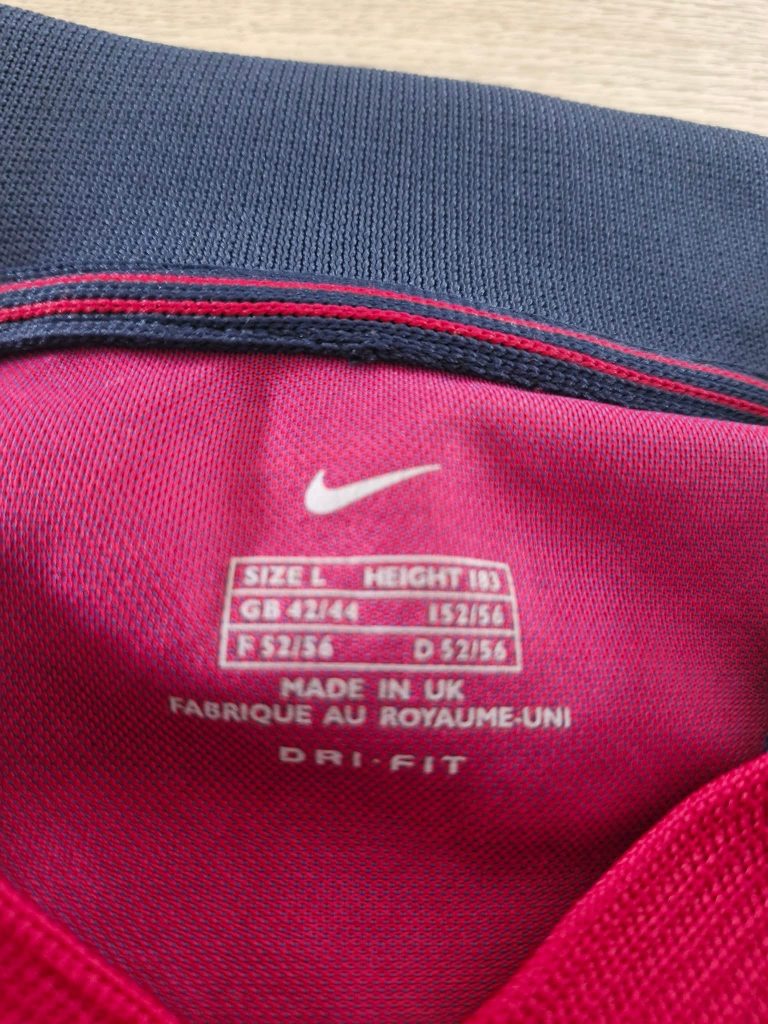 SIZE L HEIGHT 183
GB 42/44 I 52/56
F 52/56 D 52/56
MADE IN UK
FABRIQUE AU ROYAUME-UNI
DRI·FIT